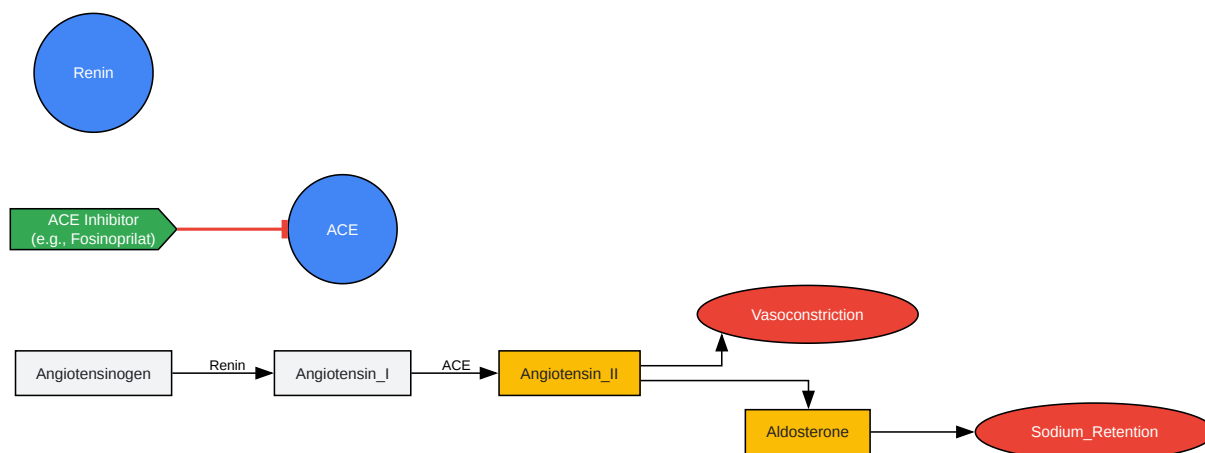 Renin
ACE Inhibitor
(e.g., Fosinoprilat)
ACE
Vasoconstriction
Angiotensinogen
Renin
Angiotensin_I
ACE
Angiotensin_II
Aldosterone
Sodium_Retention